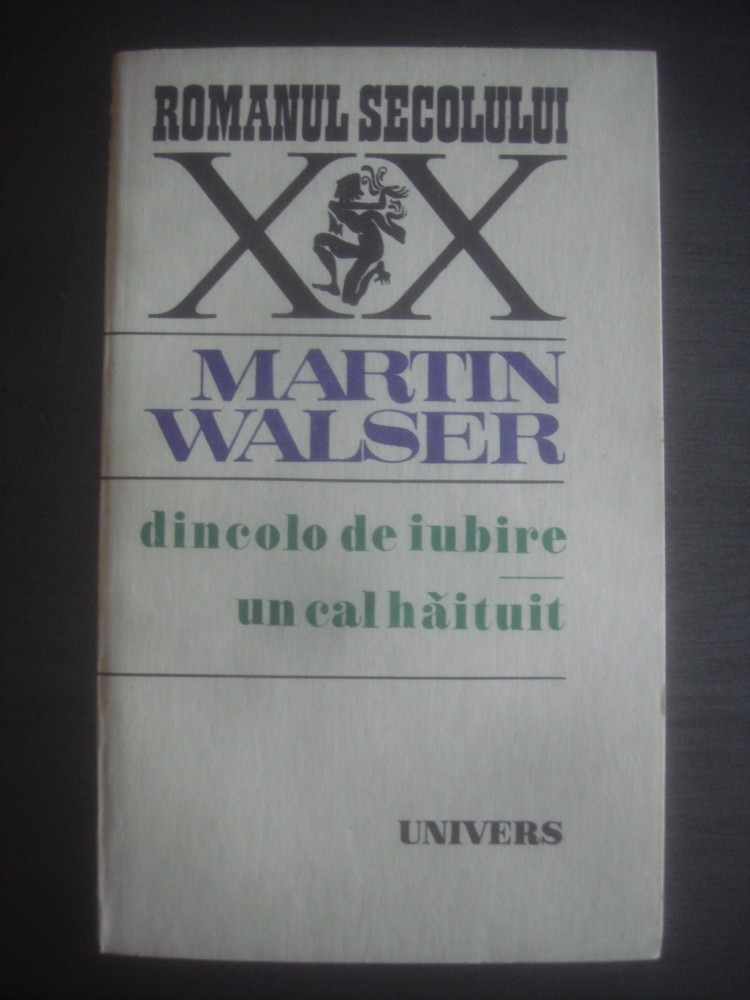 ROMANUL SECOLULUI
XX
MARTIN
WALSER
dincolo de iubire
un cal hăituit
UNIVERS